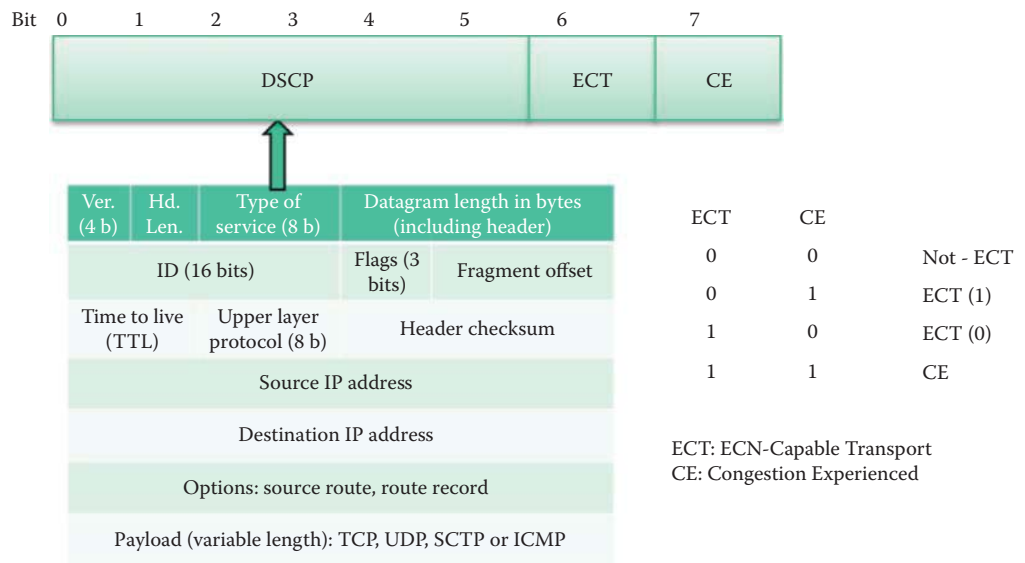 Bit 0 1 2 3 4 5 6 7
DSCP ECT CE
Ver. (4 b)
Hd. Len.
Type of service (8 b)
Datagram length in bytes (including header)
ID (16 bits)
Flags (3 bits)
Fragment offset
Time to live (TTL)
Upper layer protocol (8 b)
Header checksum
Source IP address
Destination IP address
Options: source route, route record
Payload (variable length): TCP, UDP, SCTP or ICMP
ECT CE
0 0 Not - ECT
0 1 ECT (1)
1 0 ECT (0)
1 1 CE
ECT: ECN-Capable Transport
CE: Congestion Experienced